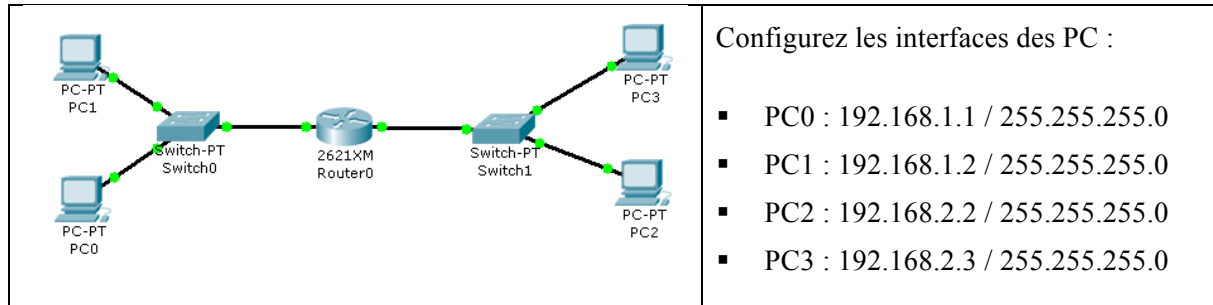 PC-PT
PC1
PC-PT
PC3
Switch-PT
Switch0
2621XM
Router0
Switch-PT
Switch1
PC-PT
PC0
PC-PT
PC2
Configurez les interfaces des PC :
▪ PC0 : 192.168.1.1 / 255.255.255.0
▪ PC1 : 192.168.1.2 / 255.255.255.0
▪ PC2 : 192.168.2.2 / 255.255.255.0
▪ PC3 : 192.168.2.3 / 255.255.255.0